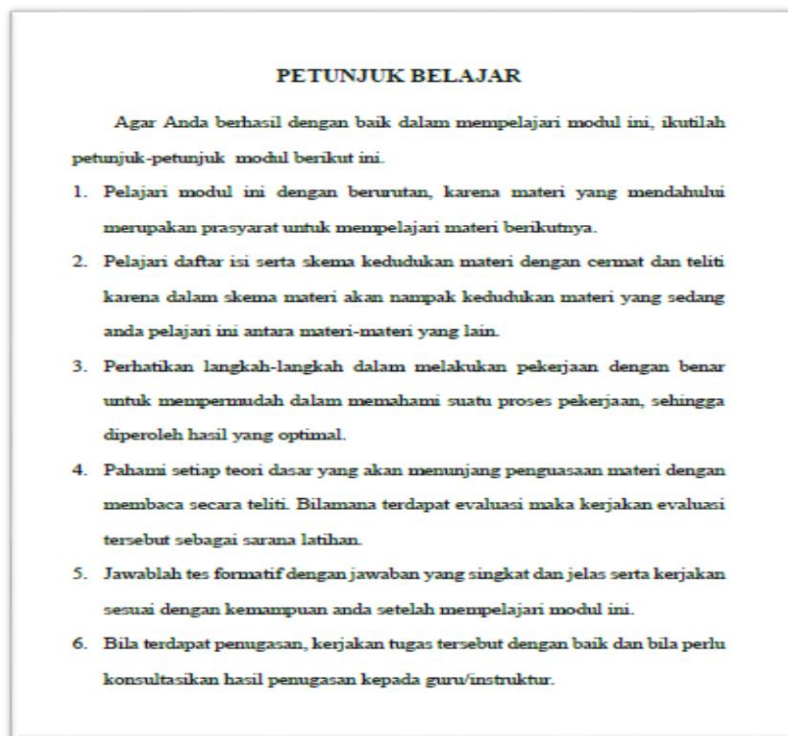 PETUNJUK BELAJAR
Agar Anda berhasil dengan baik dalam mempelajari modul ini, ikutilah
petunjuk-petunjuk modul berikut ini.
1. Pelajari modul ini dengan berurutan, karena materi yang mendahului
merupakan prasyarat untuk mempelajari materi berikutnya.
2. Pelajari daftar isi serta skema kedudukan materi dengan cermat dan teliti
karena dalam skema materi akan nampak kedudukan materi yang sedang
anda pelajari ini antara materi-materi yang lain.
3. Perhatikan langkah-langkah dalam melakukan pekerjaan dengan benar
untuk mempermudah dalam memahami suatu proses pekerjaan, sehingga
diperoleh hasil yang optimal.
4. Pahami setiap teori dasar yang akan menunjang penguasaan materi dengan
membaca secara teliti. Bilamana terdapat evaluasi maka kerjakan evaluasi
tersebut sebagai sarana latihan.
5. Jawablah tes formatif dengan jawaban yang singkat dan jelas serta kerjakan
sesuai dengan kemampuan anda setelah mempelajari modul ini.
6. Bila terdapat penugasan, kerjakan tugas tersebut dengan baik dan bila perlu
konsultasikan hasil penugasan kepada guru/instruktur.